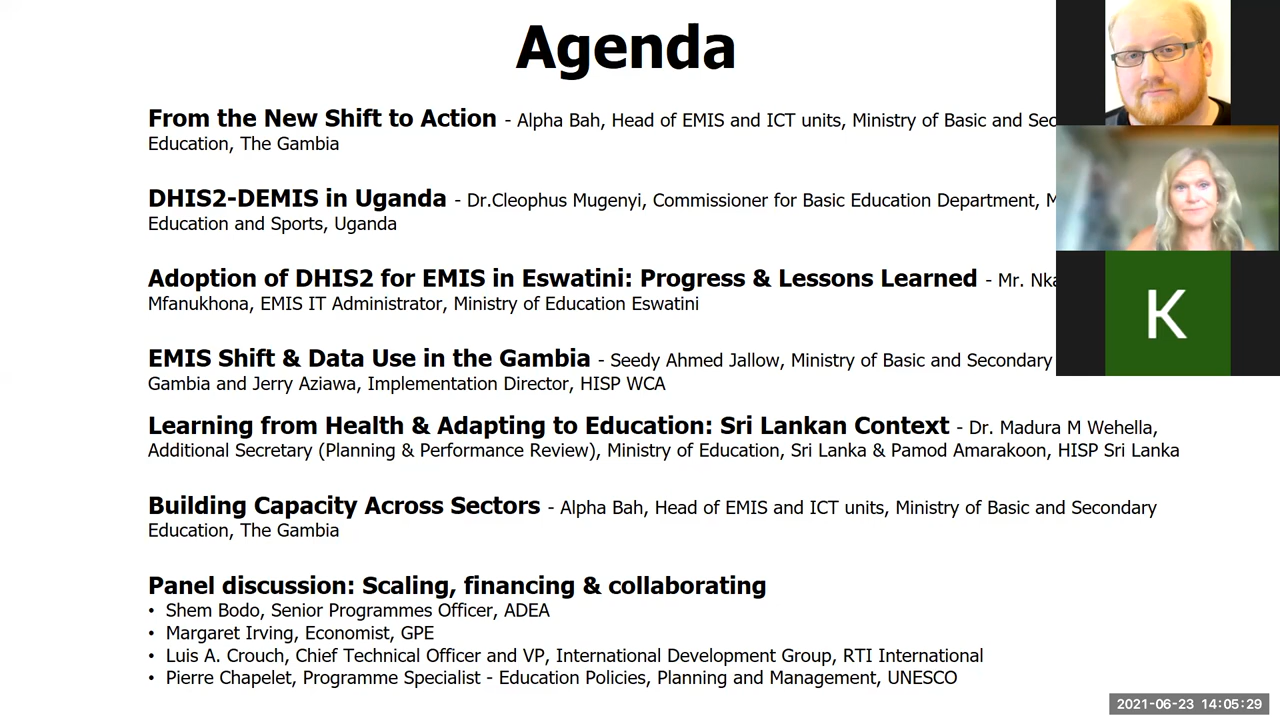 Agenda
From the New Shift to Action - Alpha Bah, Head of EMIS and ICT units, Ministry of Basic and
Education, The Gambia
DHIS2-DEMIS in Uganda - Dr.Cleophus Mugenyi, Commissioner for Basic Education Department,
Education and Sports, Uganda
Adoption of DHIS2 for EMIS in Eswatini: Progress & Lessons Learned - Mr.
Mfanukhona, EMIS IT Administrator, Ministry of Education Eswatini
EMIS Shift & Data Use in the Gambia - Seedy Ahmed Jallow, Ministry of Basic and Secondary
Gambia and Jerry Aziawa, Implementation Director, HISP WCA
Learning from Health & Adapting to Education: Sri Lankan Context - Dr. Madura M Wehella,
Additional Secretary (Planning & Performance Review), Ministry of Education, Sri Lanka & Pamod Amarakoon, HISP Sri Lanka
Building Capacity Across Sectors - Alpha Bah, Head of EMIS and ICT units, Ministry of Basic and Secondary
Education, The Gambia
Panel discussion: Scaling, financing & collaborating
• Shem Bodo, Senior Programmes Officer, ADEA
• Margaret Irving, Economist, GPE
• Luis A. Crouch, Chief Technical Officer and VP, International Development Group, RTI International
• Pierre Chapelet, Programme Specialist - Education Policies, Planning and Management, UNESCO
K
2021-06-23 14:05:29